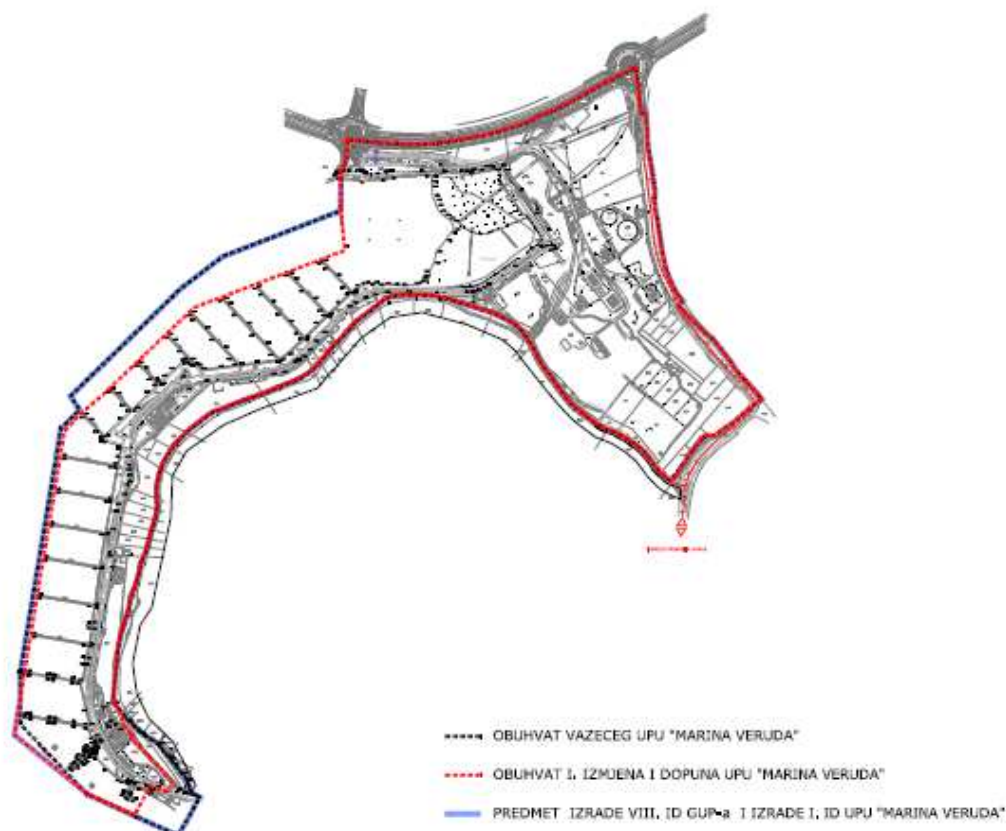 OBUHVAT VAZECEG UPU "MARINA VERUDA"
OBUHVAT I. IZMJENA I DOPUNA UPU "MARINA VERUDA"
PREDMET IZRADE VIII. ID GUP-a I IZRADE I. ID UPU "MARINA VERUDA"